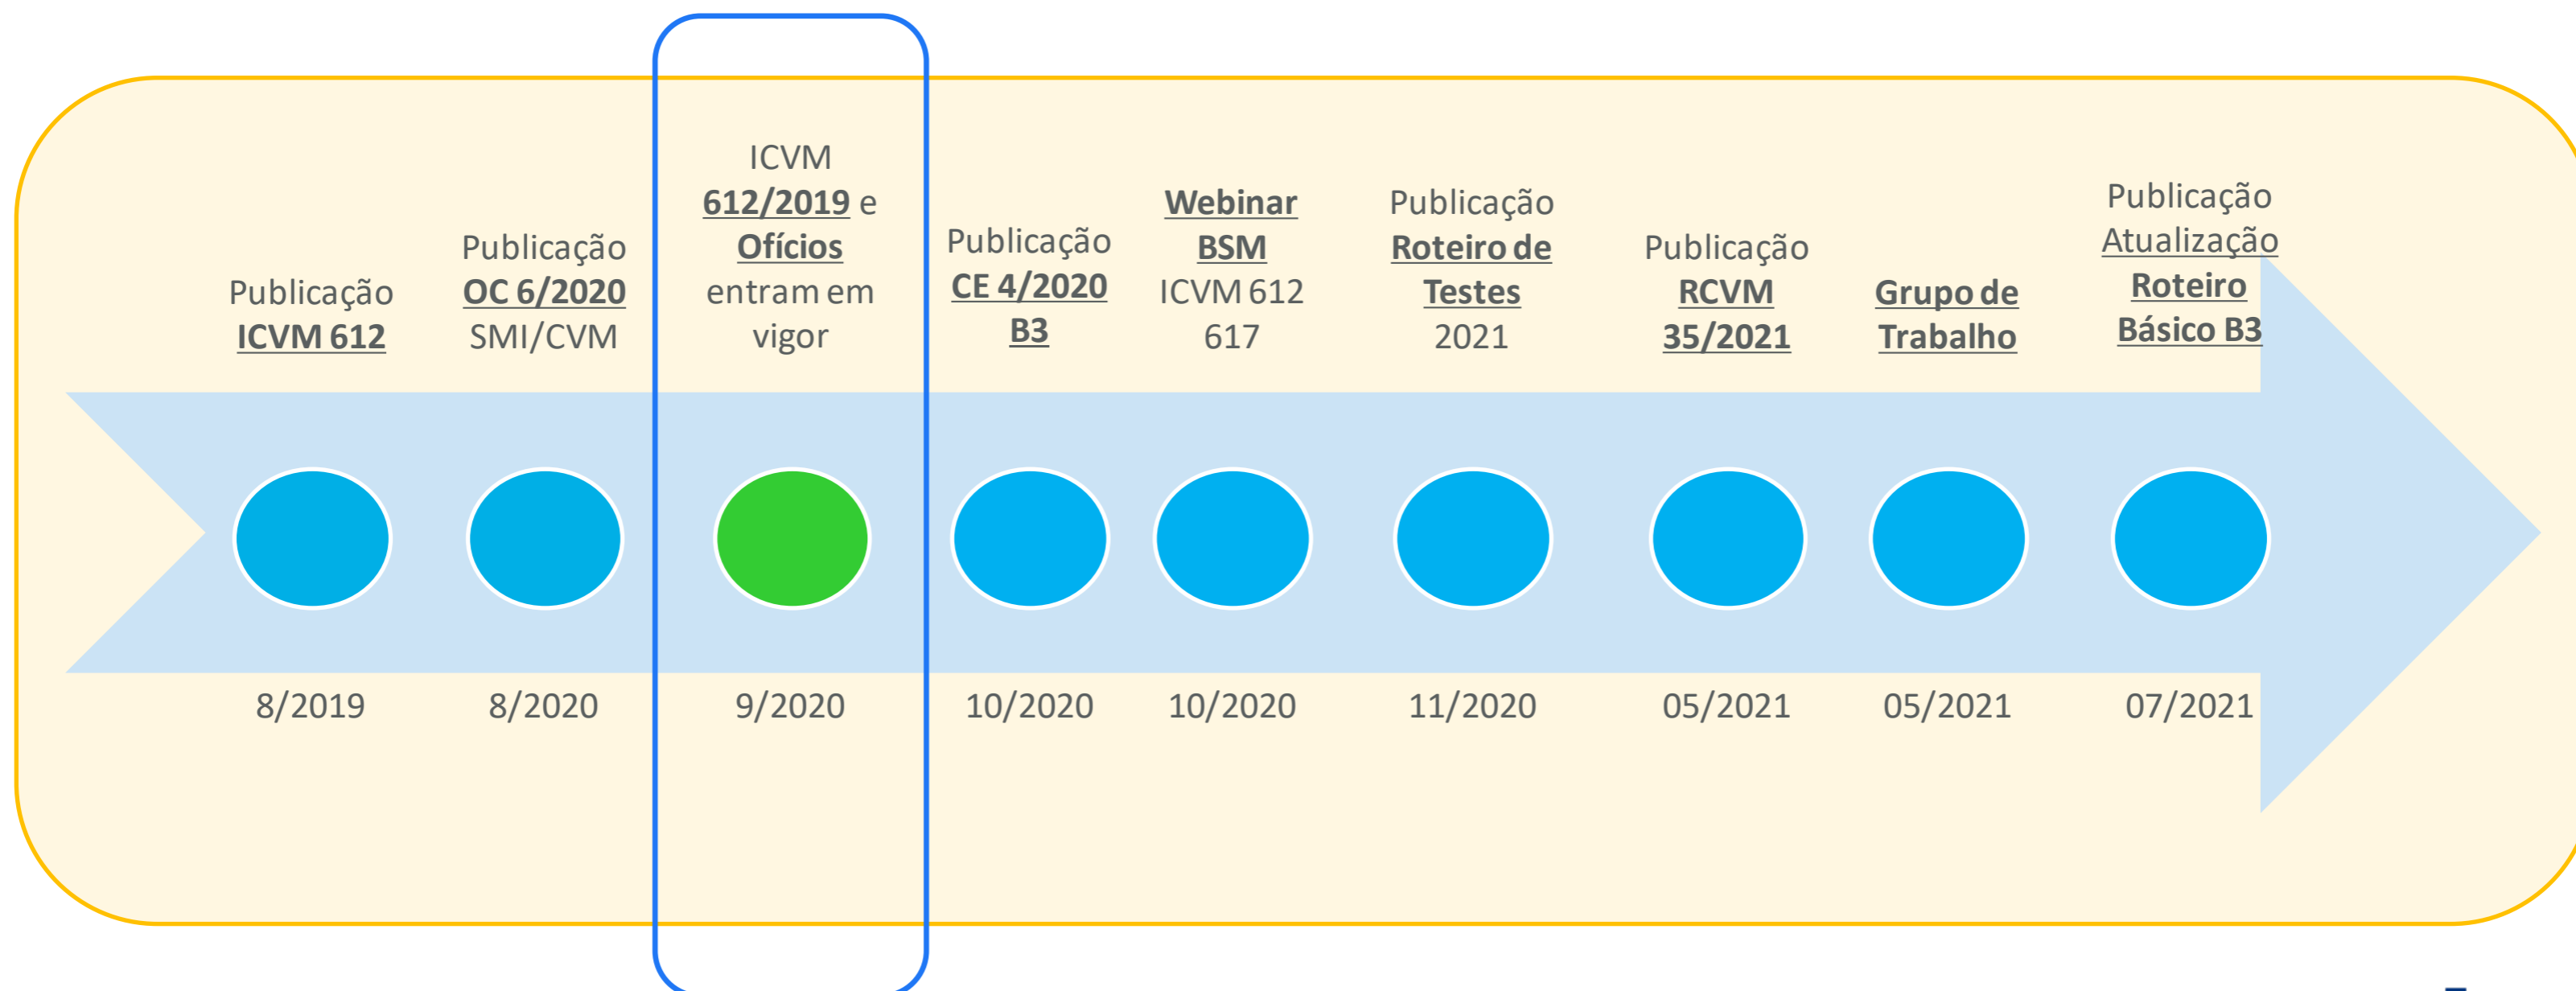 Publicação
ICVM 612
Publicação
OC 6/2020
SMI/CVM
ICVM
612/2019 e
Ofícios
entram em
vigor
Publicação
CE 4/2020
B3
Webinar
BSM
ICVM 612
617
Publicação
Roteiro de
Testes
2021
Publicação
RCVM
35/2021
Grupo de
Trabalho
Publicação
Atualização
Roteiro
Básico B3
8/2019
8/2020
9/2020
10/2020
10/2020
11/2020
05/2021
05/2021
07/2021